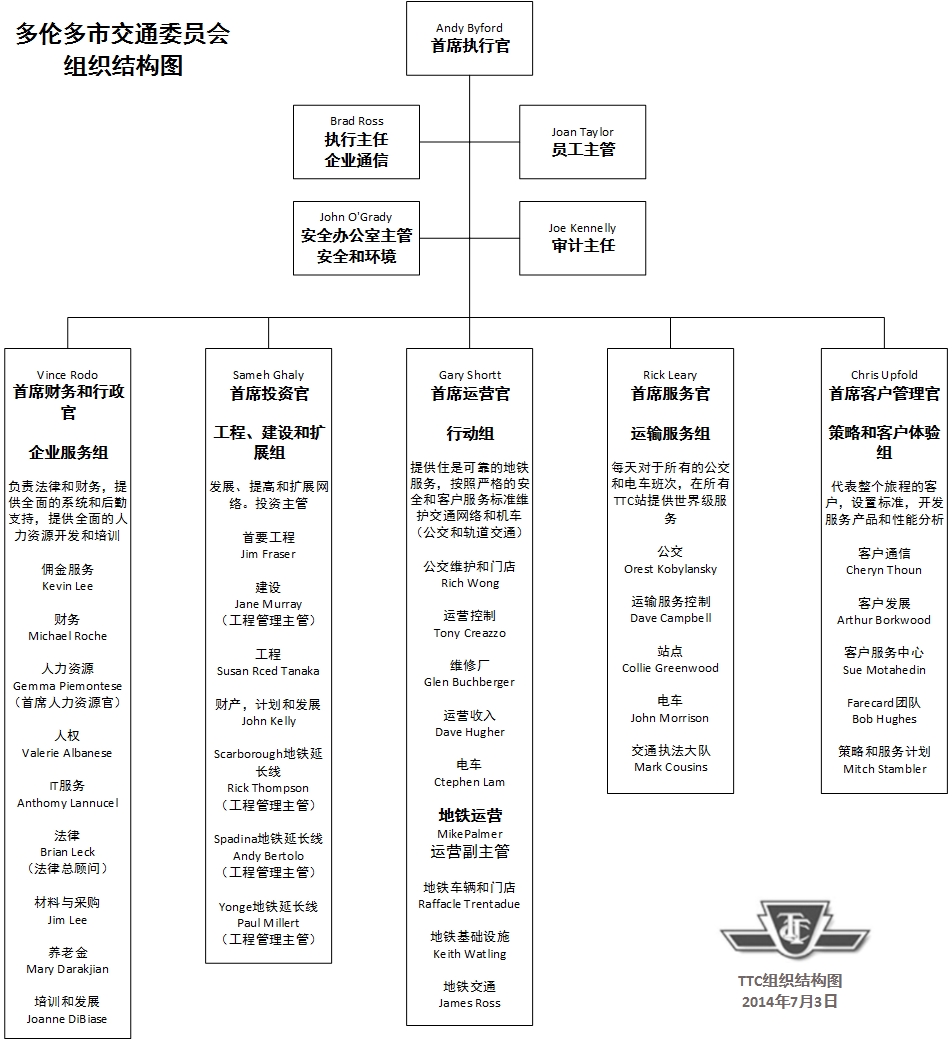 多伦多市交通委员会
组织结构图
Andy Byford
首席执行官
Brad Ross
执行主任
企业通信
Joan Taylor
员工主管
John O'Grady
安全办公室主管
安全和环境
Joe Kennelly
审计主任
Vince Rodo
首席财务和行政
官
企业服务组
负责法律和财务，提
供全面的系统和后勤
支持，提供全面的人
力资源开发和培训
佣金服务
Kevin Lee
财务
Michael Roche
人力资源
Gemma Piemontese
（首席人力资源官）
人权
Valerie Albanese
IT服务
Anthomy Lannucel
法律
Brian Leck
（法律总顾问）
材料与采购
Jim Lee
养老金
Mary Darakjian
培训和发展
Joanne DiBiase
Sameh Ghaly
首席投资官
工程、建设和扩
展组
发展、提高和扩展网
络。投资主管
首要工程
Jim Fraser
建设
Jane Murray
（工程管理主管）
工程
Susan Rced Tanaka
财产，计划和发展
John Kelly
Scarborough地铁延
长线
Rick Thompson
（工程管理主管）
Spadina地铁延长线
Andy Bertolo
（工程管理主管）
Yonge地铁延长线
Paul Millert
（工程管理主管）
Gary Shortt
首席运营官
行动组
提供住是可靠的地铁
服务，按照严格的安
全和客户服务标准维
护交通网络和机车
（公交和轨道交通）
公交维护和门店
Rich Wong
运营控制
Tony Creazzo
维修厂
Glen Buchberger
运营收入
Dave Hugher
电车
Ctephen Lam
地铁运营
MikePalmer
运营副主管
地铁车辆和门店
Raffacle Trentadue
地铁基础设施
Keith Watling
地铁交通
James Ross
Rick Leary
首席服务官
运输服务组
每天对于所有的公交
和电车班次，在所有
TTC站提供世界级服
务
公交
Orest Kobylansky
运输服务控制
Dave Campbell
站点
Collie Greenwood
电车
John Morrison
交通执法大队
Mark Cousins
Chris Upfold
首席客户管理官
策略和客户体验
组
代表整个旅程的客
户，设置标准，开发
服务产品和性能分析
客户通信
Cheryn Thoun
客户发展
Arthur Borkwood
客户服务中心
Sue Motahedin
Farecard团队
Bob Hughes
策略和服务计划
Mitch Stambler
TTC
TTC组织结构图
2014年7月3日